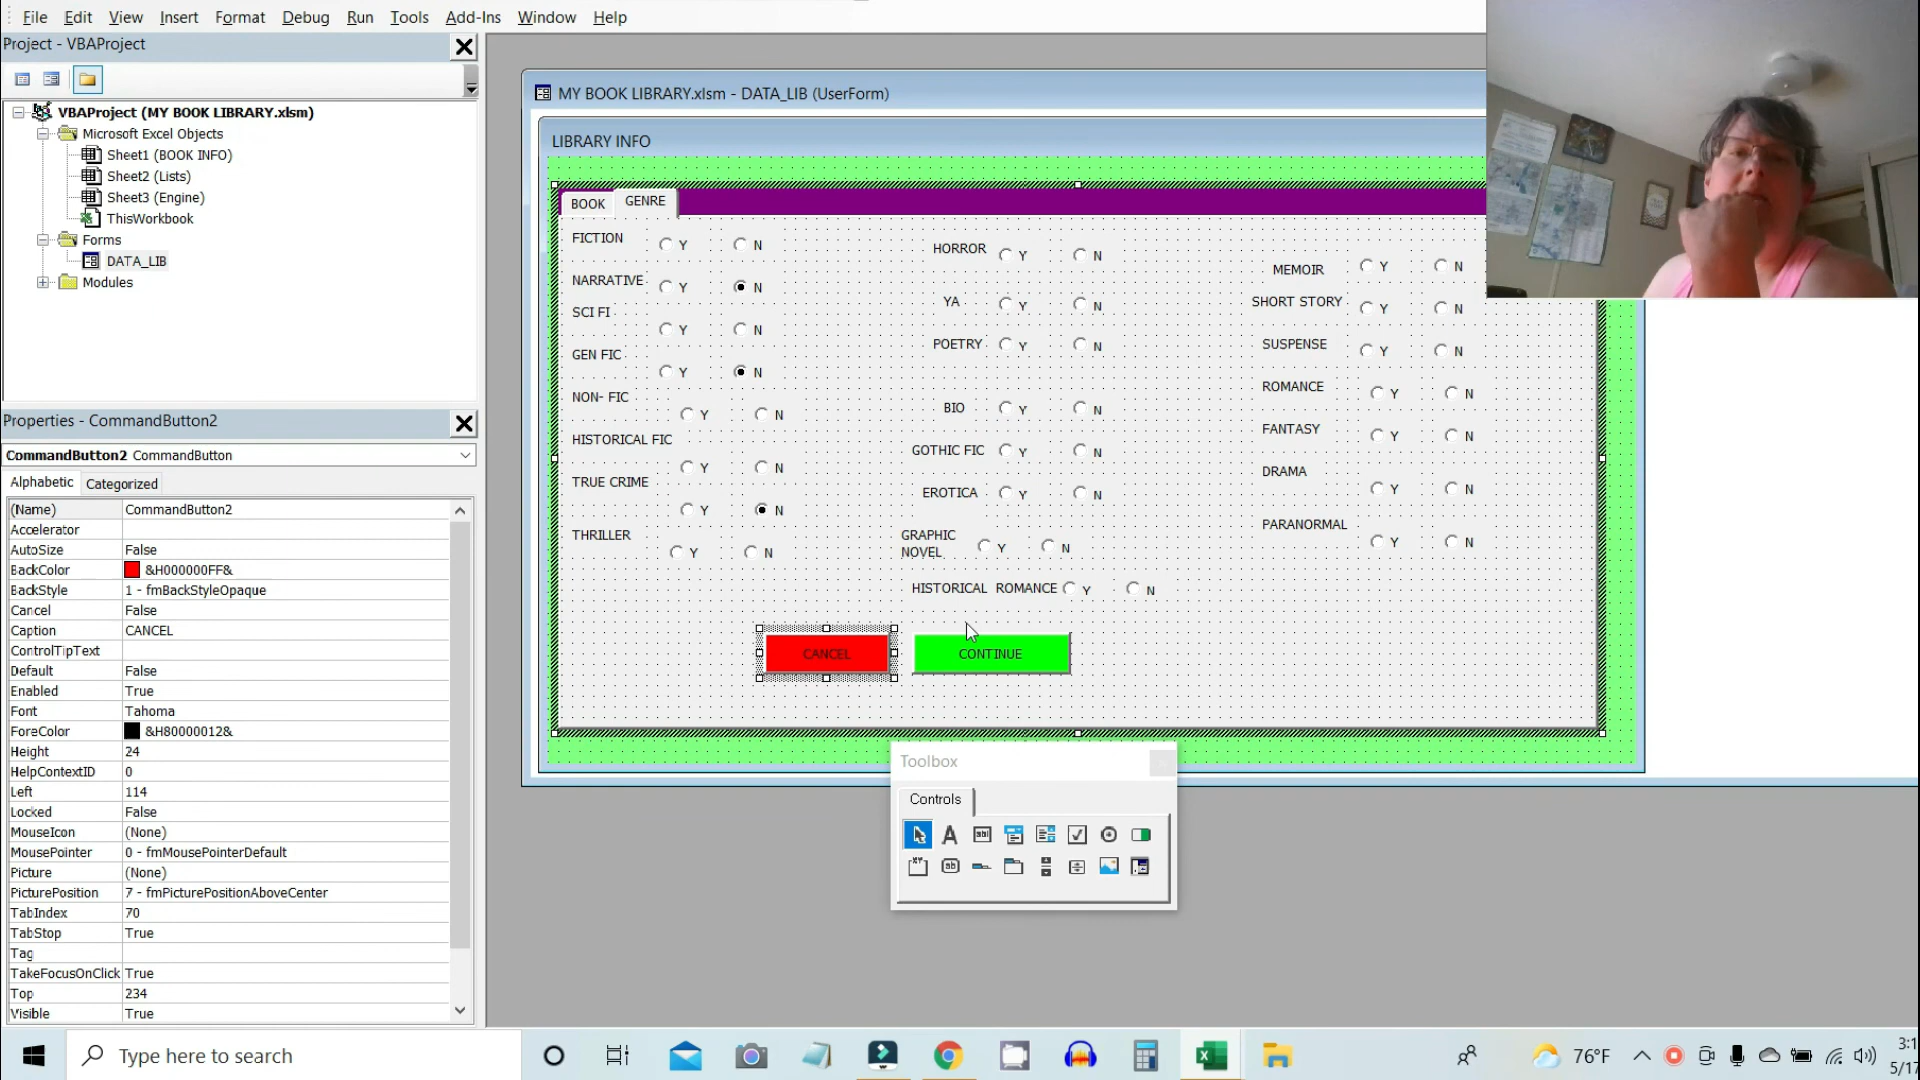 File Edit View Insert Format Debug Run Tools Add-Ins Window Help
Project - VBAProject
VBAProject (MY BOOK LIBRARY.xlsm)
Microsoft Excel Objects
Sheet1 (BOOK INFO)
Sheet2 (Lists)
Sheet3 (Engine)
ThisWorkbook
Forms
DATA_LIB
Modules
Properties - CommandButton2
CommandButton2 CommandButton
Alphabetic Categorized
(Name) CommandButton2
Accelerator
AutoSize False
BackColor &H000000FF&
BackStyle 1 - fmBackStyleOpaque
Cancel False
Caption CANCEL
ControlTipText
Default False
Enabled True
Font Tahoma
ForeColor &H80000012&
Height 24
HelpContextID 0
Left 114
Locked False
MouseIcon (None)
MousePointer 0 - fmMousePointerDefault
Picture (None)
PicturePosition 7 - fmPicturePositionAboveCenter
TabIndex 70
TabStop True
Tag
TakeFocusOnClick True
Top 234
Visible True
MY BOOK LIBRARY.xlsm - DATA_LIB (UserForm)
LIBRARY INFO
BOOK GENRE
FICTION Y N
NARRATIVE Y N
SCI FI Y N
GEN FIC Y N
NON- FIC Y N
HISTORICAL FIC Y N
TRUE CRIME Y N
THRILLER Y N
HORROR Y N
YA Y N
POETRY Y N
BIO Y N
GOTHIC FIC Y N
EROTICA Y N
GRAPHIC
NOVEL Y N
HISTORICAL ROMANCE Y N
MEMOIR Y N
SHORT STORY Y N
SUSPENSE Y N
ROMANCE Y N
FANTASY Y N
DRAMA Y N
PARANORMAL Y N
CANCEL CONTINUE
Toolbox
Controls
Type here to search
76°F
3:1
5/17